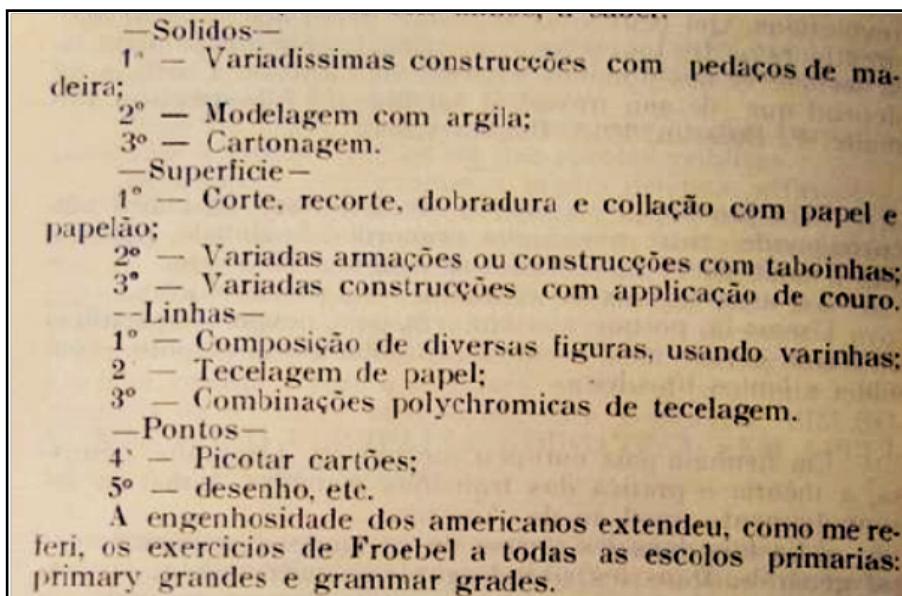 —Solidos—
1º — Variadissimas construcções com pedaços de ma-
deira;
2º — Modelagem com argila;
3º — Cartonagem.
—Superficie—
1º — Corte, recorte, dobradura e collação com papel e
papelão;
2º — Variadas armações ou construcções com taboinhas;
3º — Variadas construcções com applicação de couro.
—Linhas—
1º — Composição de diversas figuras, usando varinhas;
2 — Tecelagem de papel;
3º — Combinações polychromicas de tecelagem.
—Pontos—
4º — Picotar cartões;
5º — desenho, etc.
A engenhosidade dos americanos extendeu, como me re-
feri, os exercicios de Froebel a todas as escolos primarias:
primary grandes e grammar grades.